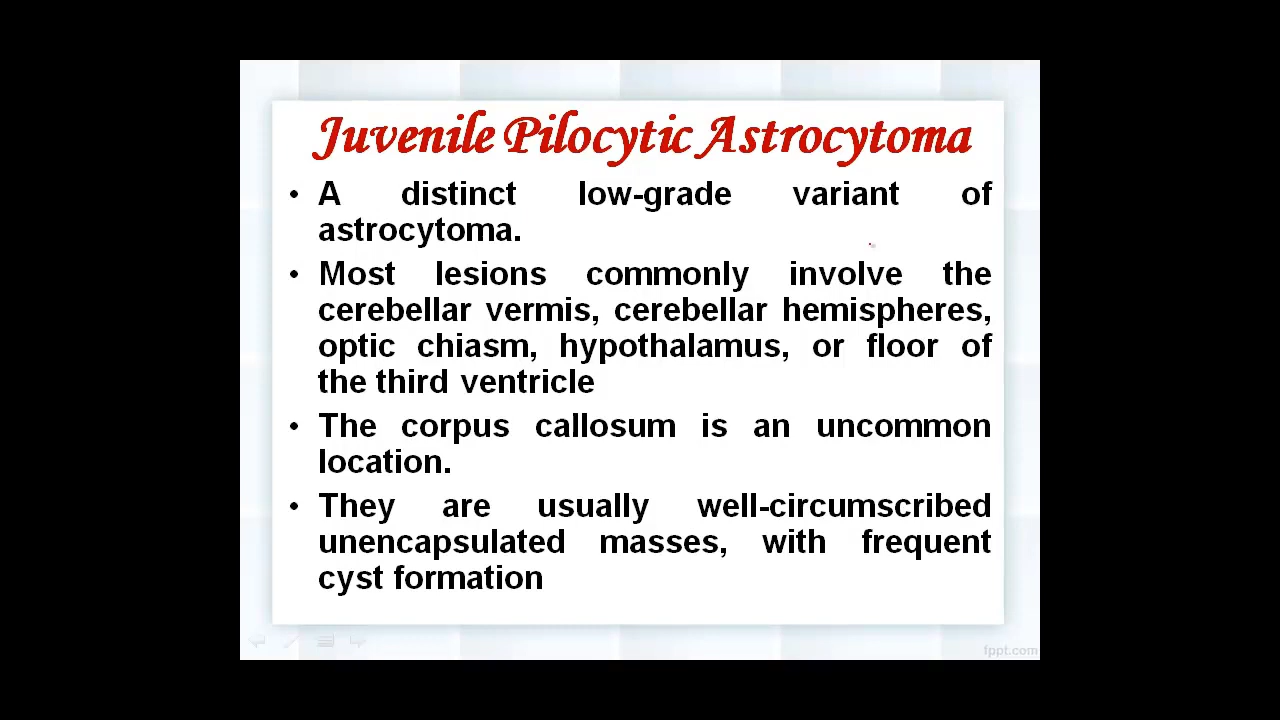 Juvenile Pilocytic Astrocytoma
• A distinct low-grade variant of
astrocytoma.
• Most lesions commonly involve the
cerebellar vermis, cerebellar hemispheres,
optic chiasm, hypothalamus, or floor of
the third ventricle
• The corpus callosum is an uncommon
location.
• They are usually well-circumscribed
unencapsulated masses, with frequent
cyst formation
fppt.com